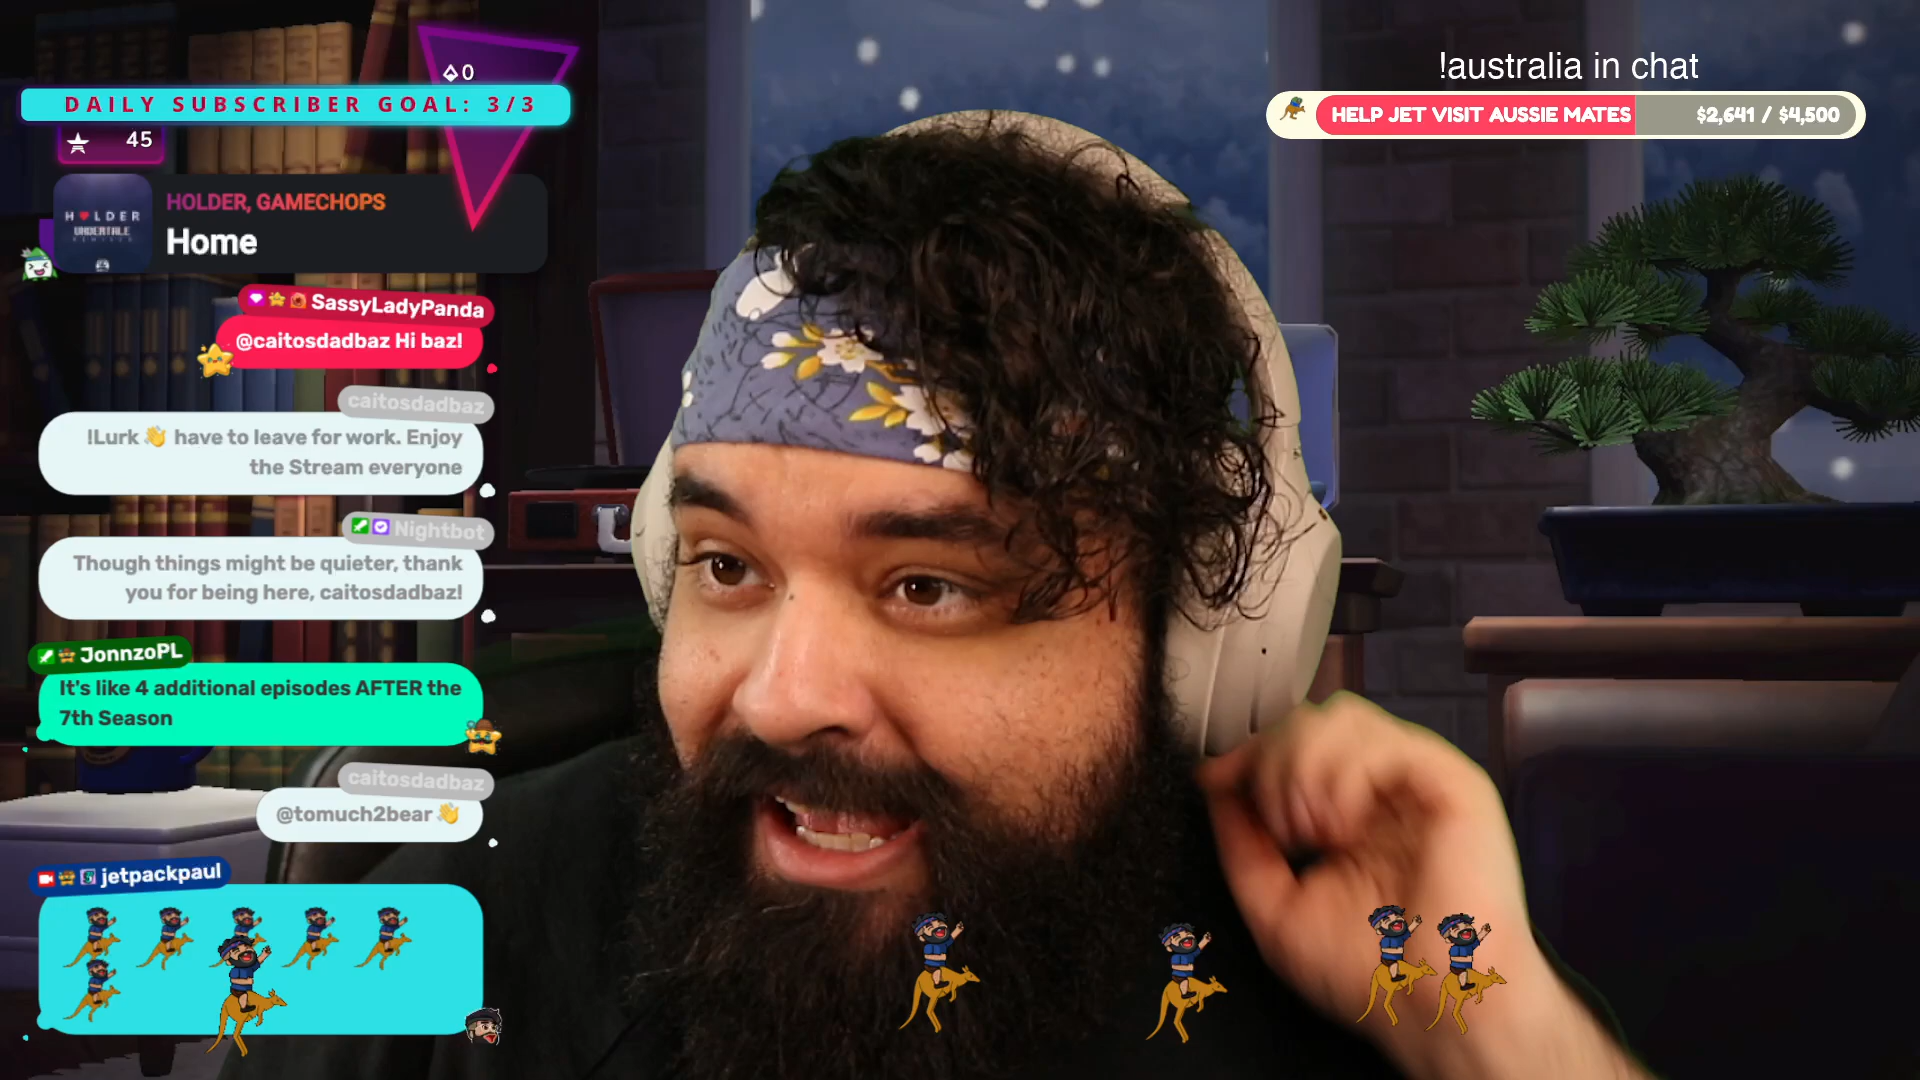 0
DAILY SUBSCRIBER GOAL: 3/3
45
HOLDER
UNDERTALE
REMIXES
HOLDER, GAMECHOPS
Home
SassyLadyPanda
@caitosdadbaz Hi baz!
caitosdadbaz
!Lurk 👋 have to leave for work. Enjoy
the Stream everyone
Nightbot
Though things might be quieter, thank
you for being here, caitosdadbaz!
JonnzoPL
It's like 4 additional episodes AFTER the
7th Season
caitosdadbaz
@tomuch2bear 👋
jetpackpaul
!australia in chat
HELP JET VISIT AUSSIE MATES
$2,641 / $4,500